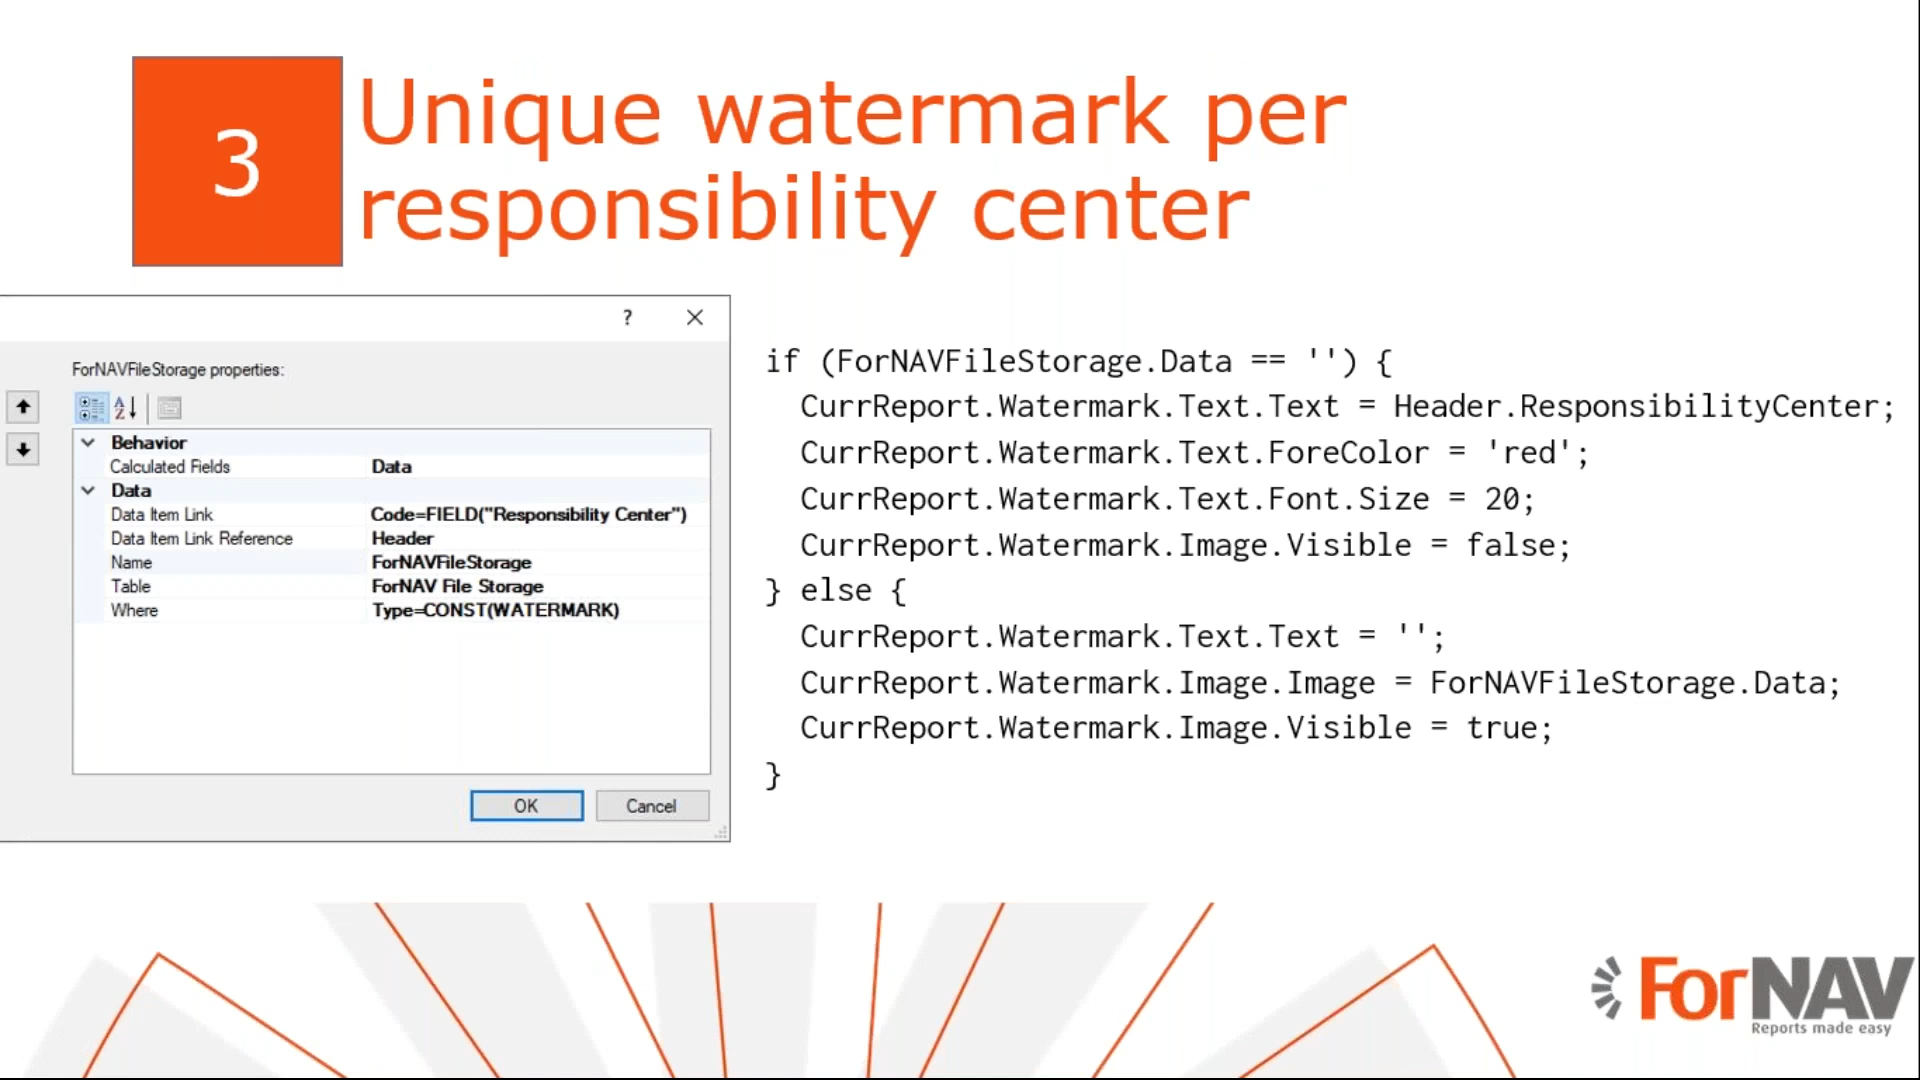 3
Unique watermark per
responsibility center
?
ForNAVFileStorage properties:
A
Z
Behavior
Calculated Fields Data
Data
Data Item Link Code=FIELD("Responsibility Center")
Data Item Link Reference Header
Name ForNAVFileStorage
Table ForNAV File Storage
Where Type=CONST(WATERMARK)
OK Cancel
if (ForNAVFileStorage.Data == '') {
CurrReport.Watermark.Text.Text = Header.ResponsibilityCenter;
CurrReport.Watermark.Text.ForeColor = 'red';
CurrReport.Watermark.Text.Font.Size = 20;
CurrReport.Watermark.Image.Visible = false;
} else {
CurrReport.Watermark.Text.Text = '';
CurrReport.Watermark.Image.Image = ForNAVFileStorage.Data;
CurrReport.Watermark.Image.Visible = true;
}
ForNAV
Reports made easy